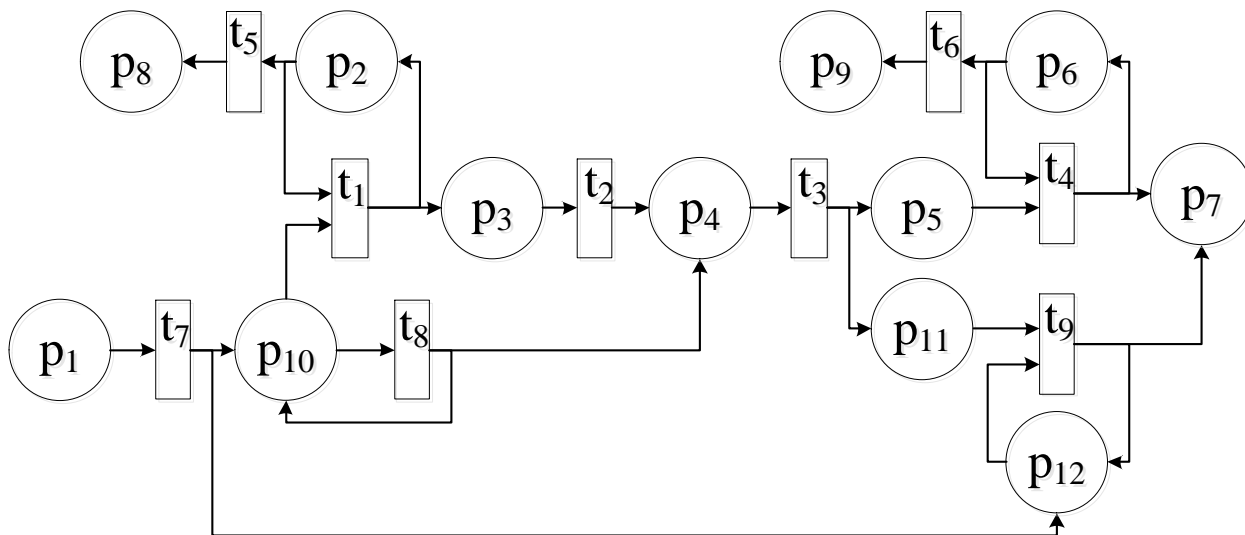 p₈ t₅ p₂ p₉ t₆ p₆
t₁ p₃ t₂ p₄ t₃ p₅ t₄ p₇
p₁ t₇ p₁₀ t₈ p₁₁ t₉
p₁₂